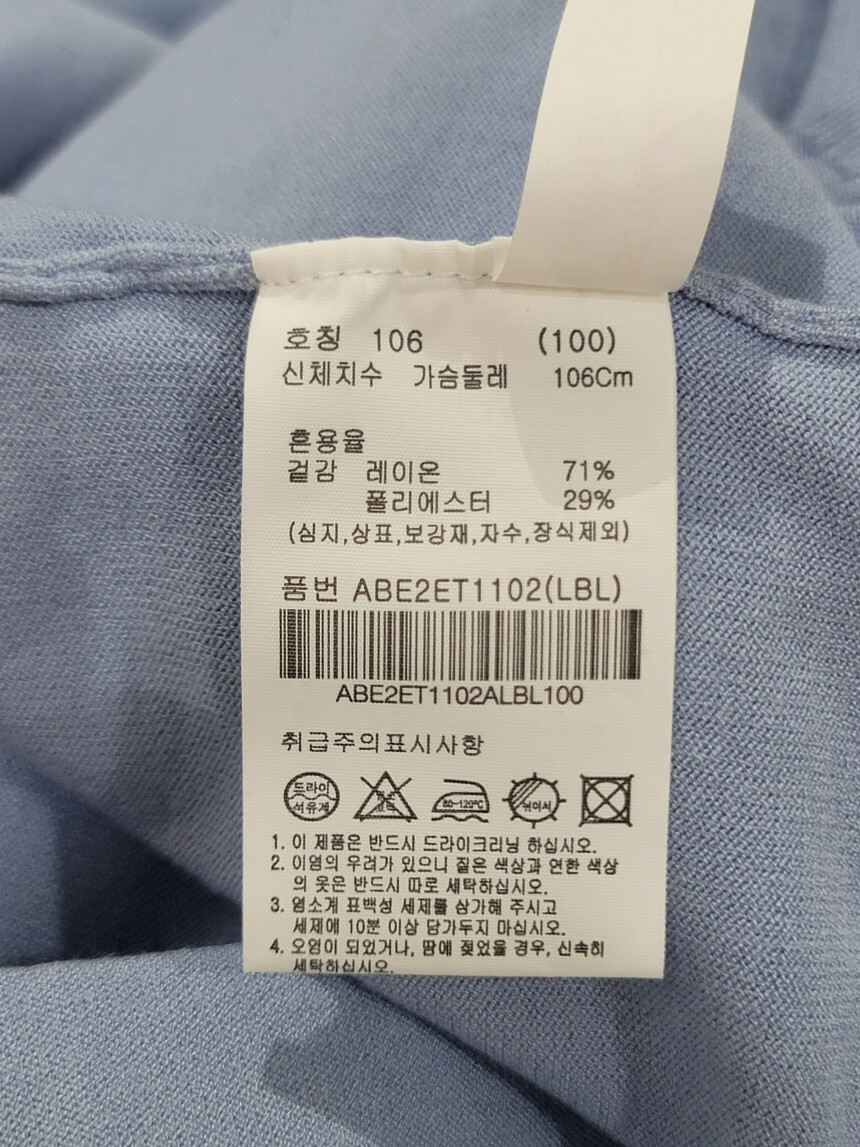 호칭 106 (100)
신체치수 가슴둘레 106Cm
혼용율
겉감 레이온 71%
폴리에스터 29%
(심지,상표,보강재,자수,장식제외)
품번 ABE2ET1102(LBL)
ABE2ET1102ALBL100
취급주의표시사항
드라이 80-120℃ 뉘어서
석유계
1. 이 제품은 반드시 드라이크리닝 하십시오.
2. 이염의 우려가 있으니 짙은 색상과 연한 색상
의 옷은 반드시 따로 세탁하십시오.
3. 염소계 표백성 세제를 삼가해 주시고
세제에 10분 이상 담가두지 마십시오.
4. 오염이 되었거나, 땀에 젖었을 경우, 신속히
세탁하십시오.